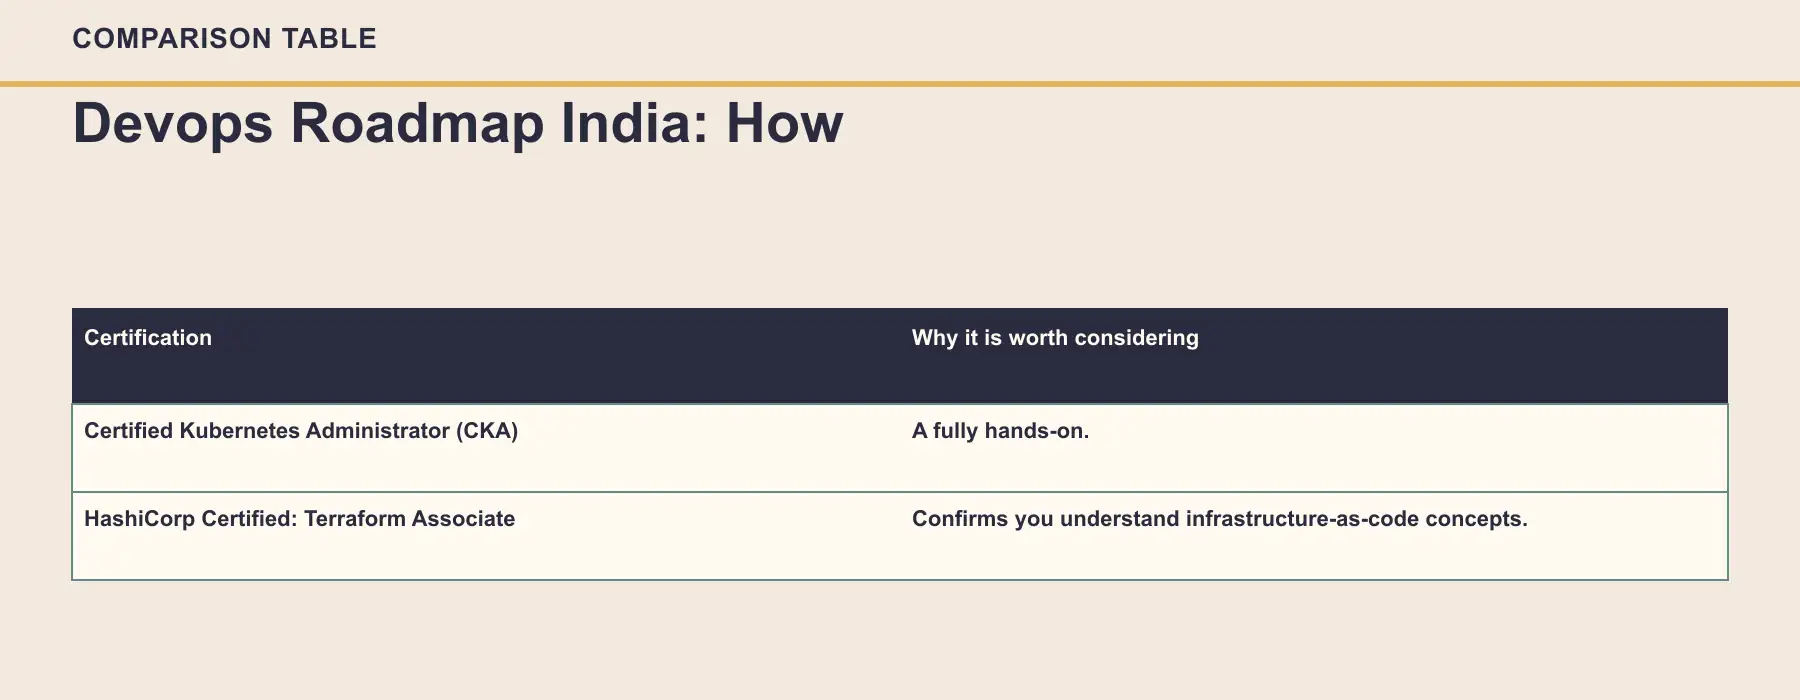 COMPARISON TABLE
Devops Roadmap India: How
Certification
Why it is worth considering
Certified Kubernetes Administrator (CKA)
A fully hands-on.
HashiCorp Certified: Terraform Associate
Confirms you understand infrastructure-as-code concepts.